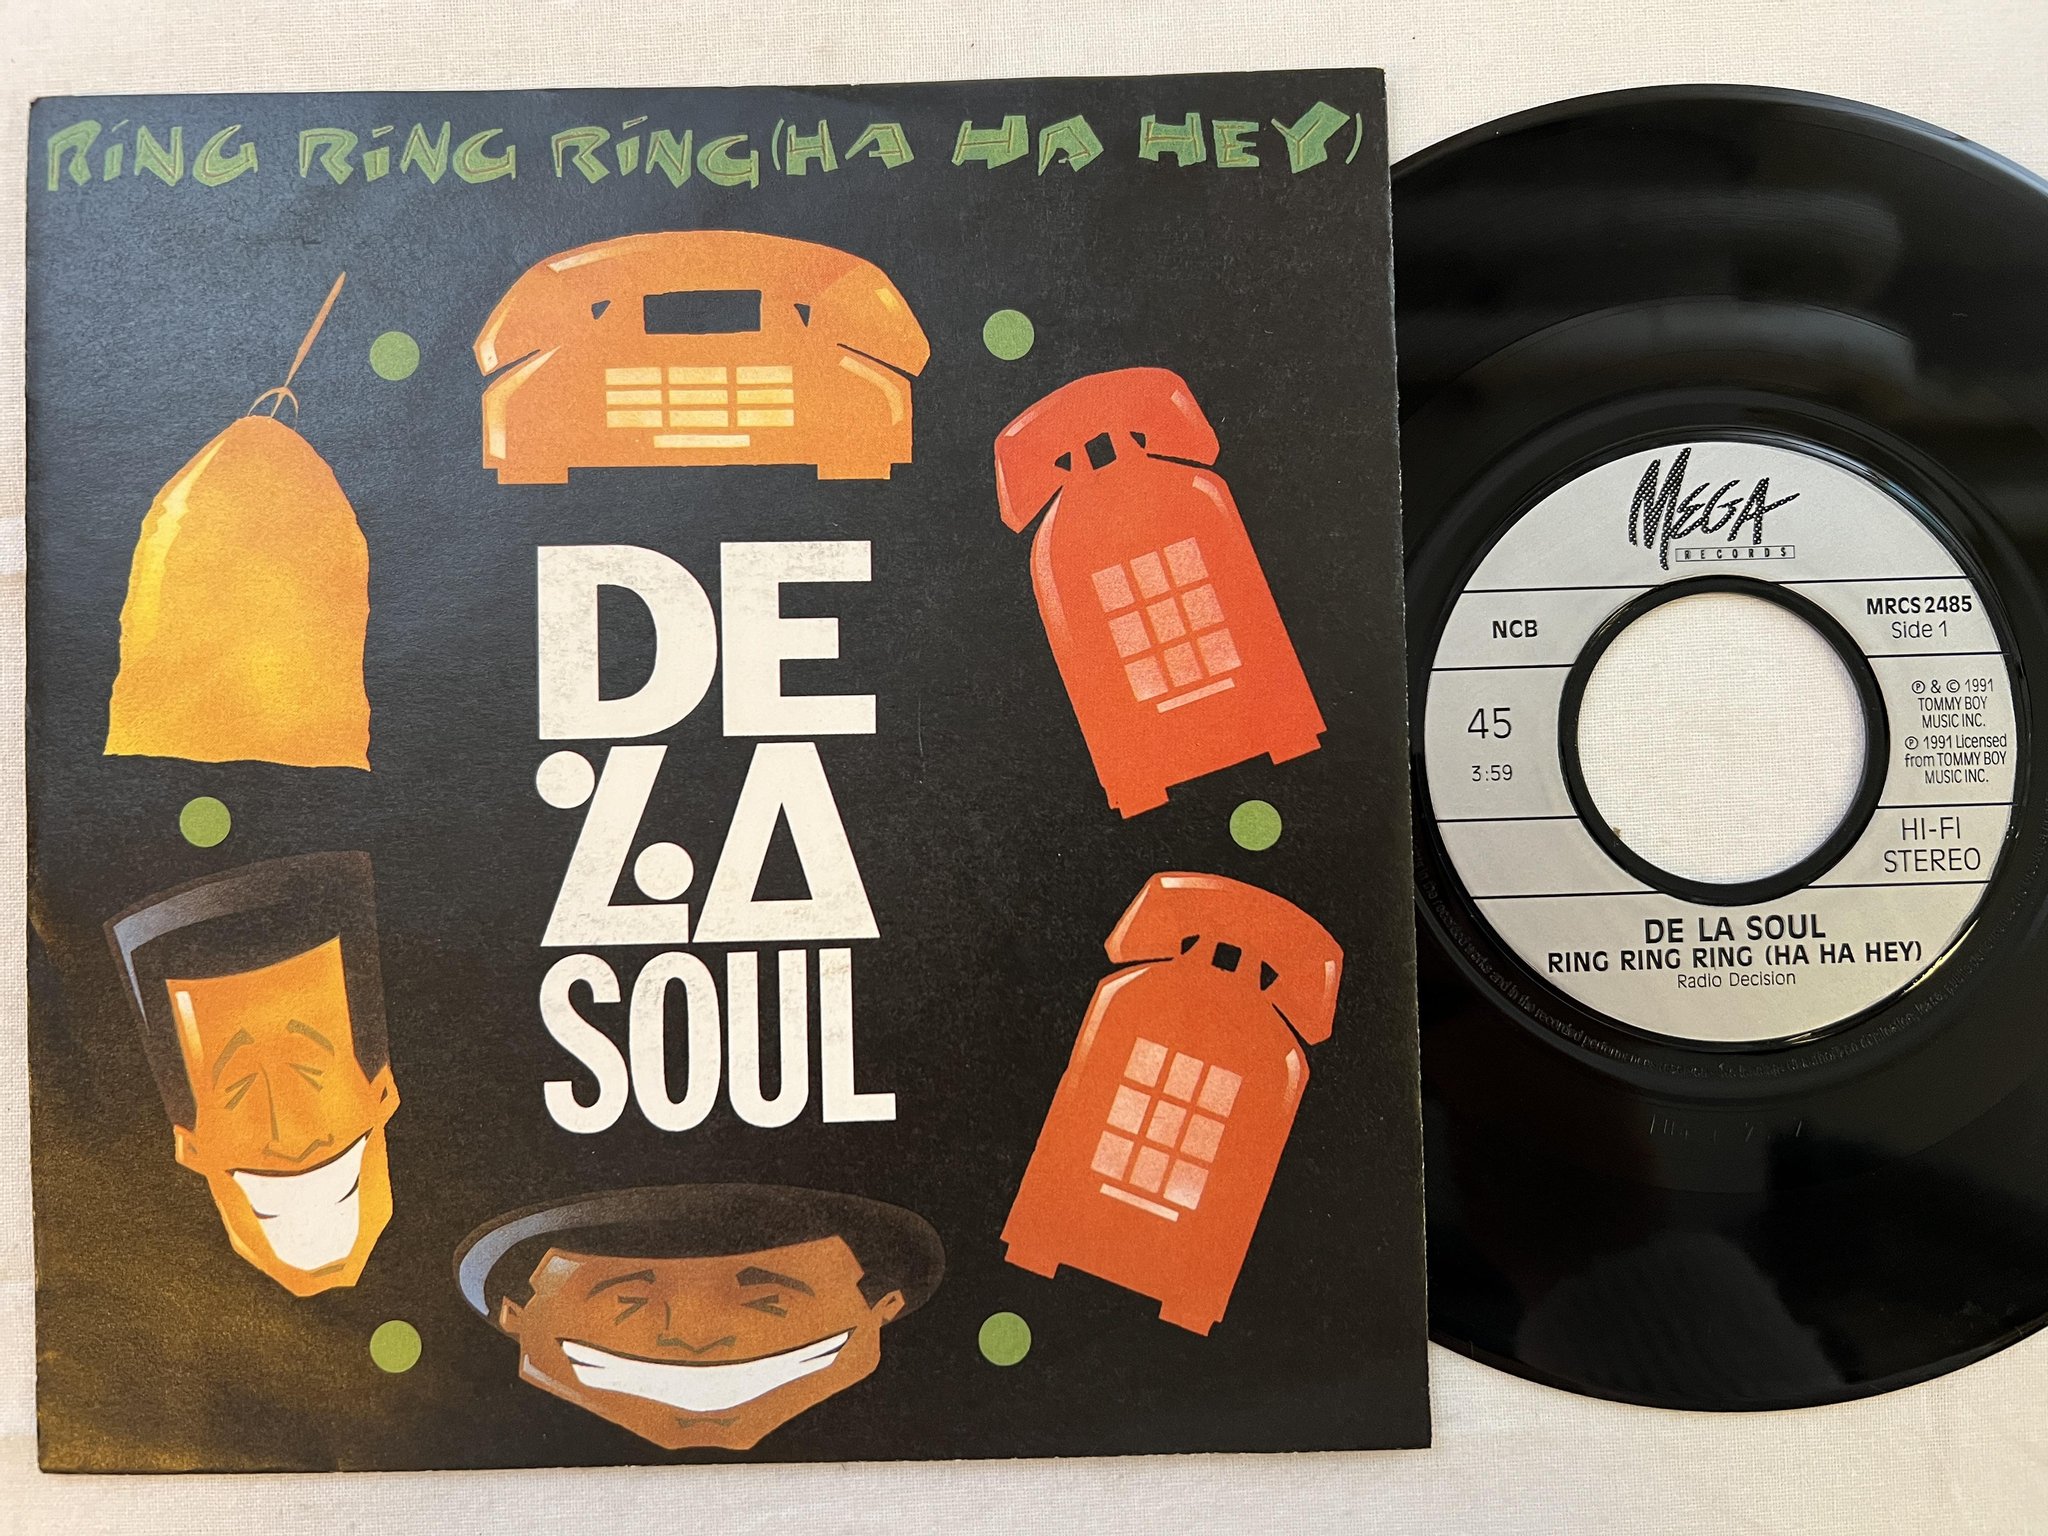 RING RING RING (HA HA HEY)
DE
LA
SOUL
MEGA
RECORDS
NCB
MRCS 2485
Side 1
45
3:59
Ⓟ & © 1991
TOMMY BOY
MUSIC INC.
Ⓟ 1991 Licensed
from TOMMY BOY
MUSIC INC.
HI-FI
STEREO
DE LA SOUL
RING RING RING (HA HA HEY)
Radio Decision